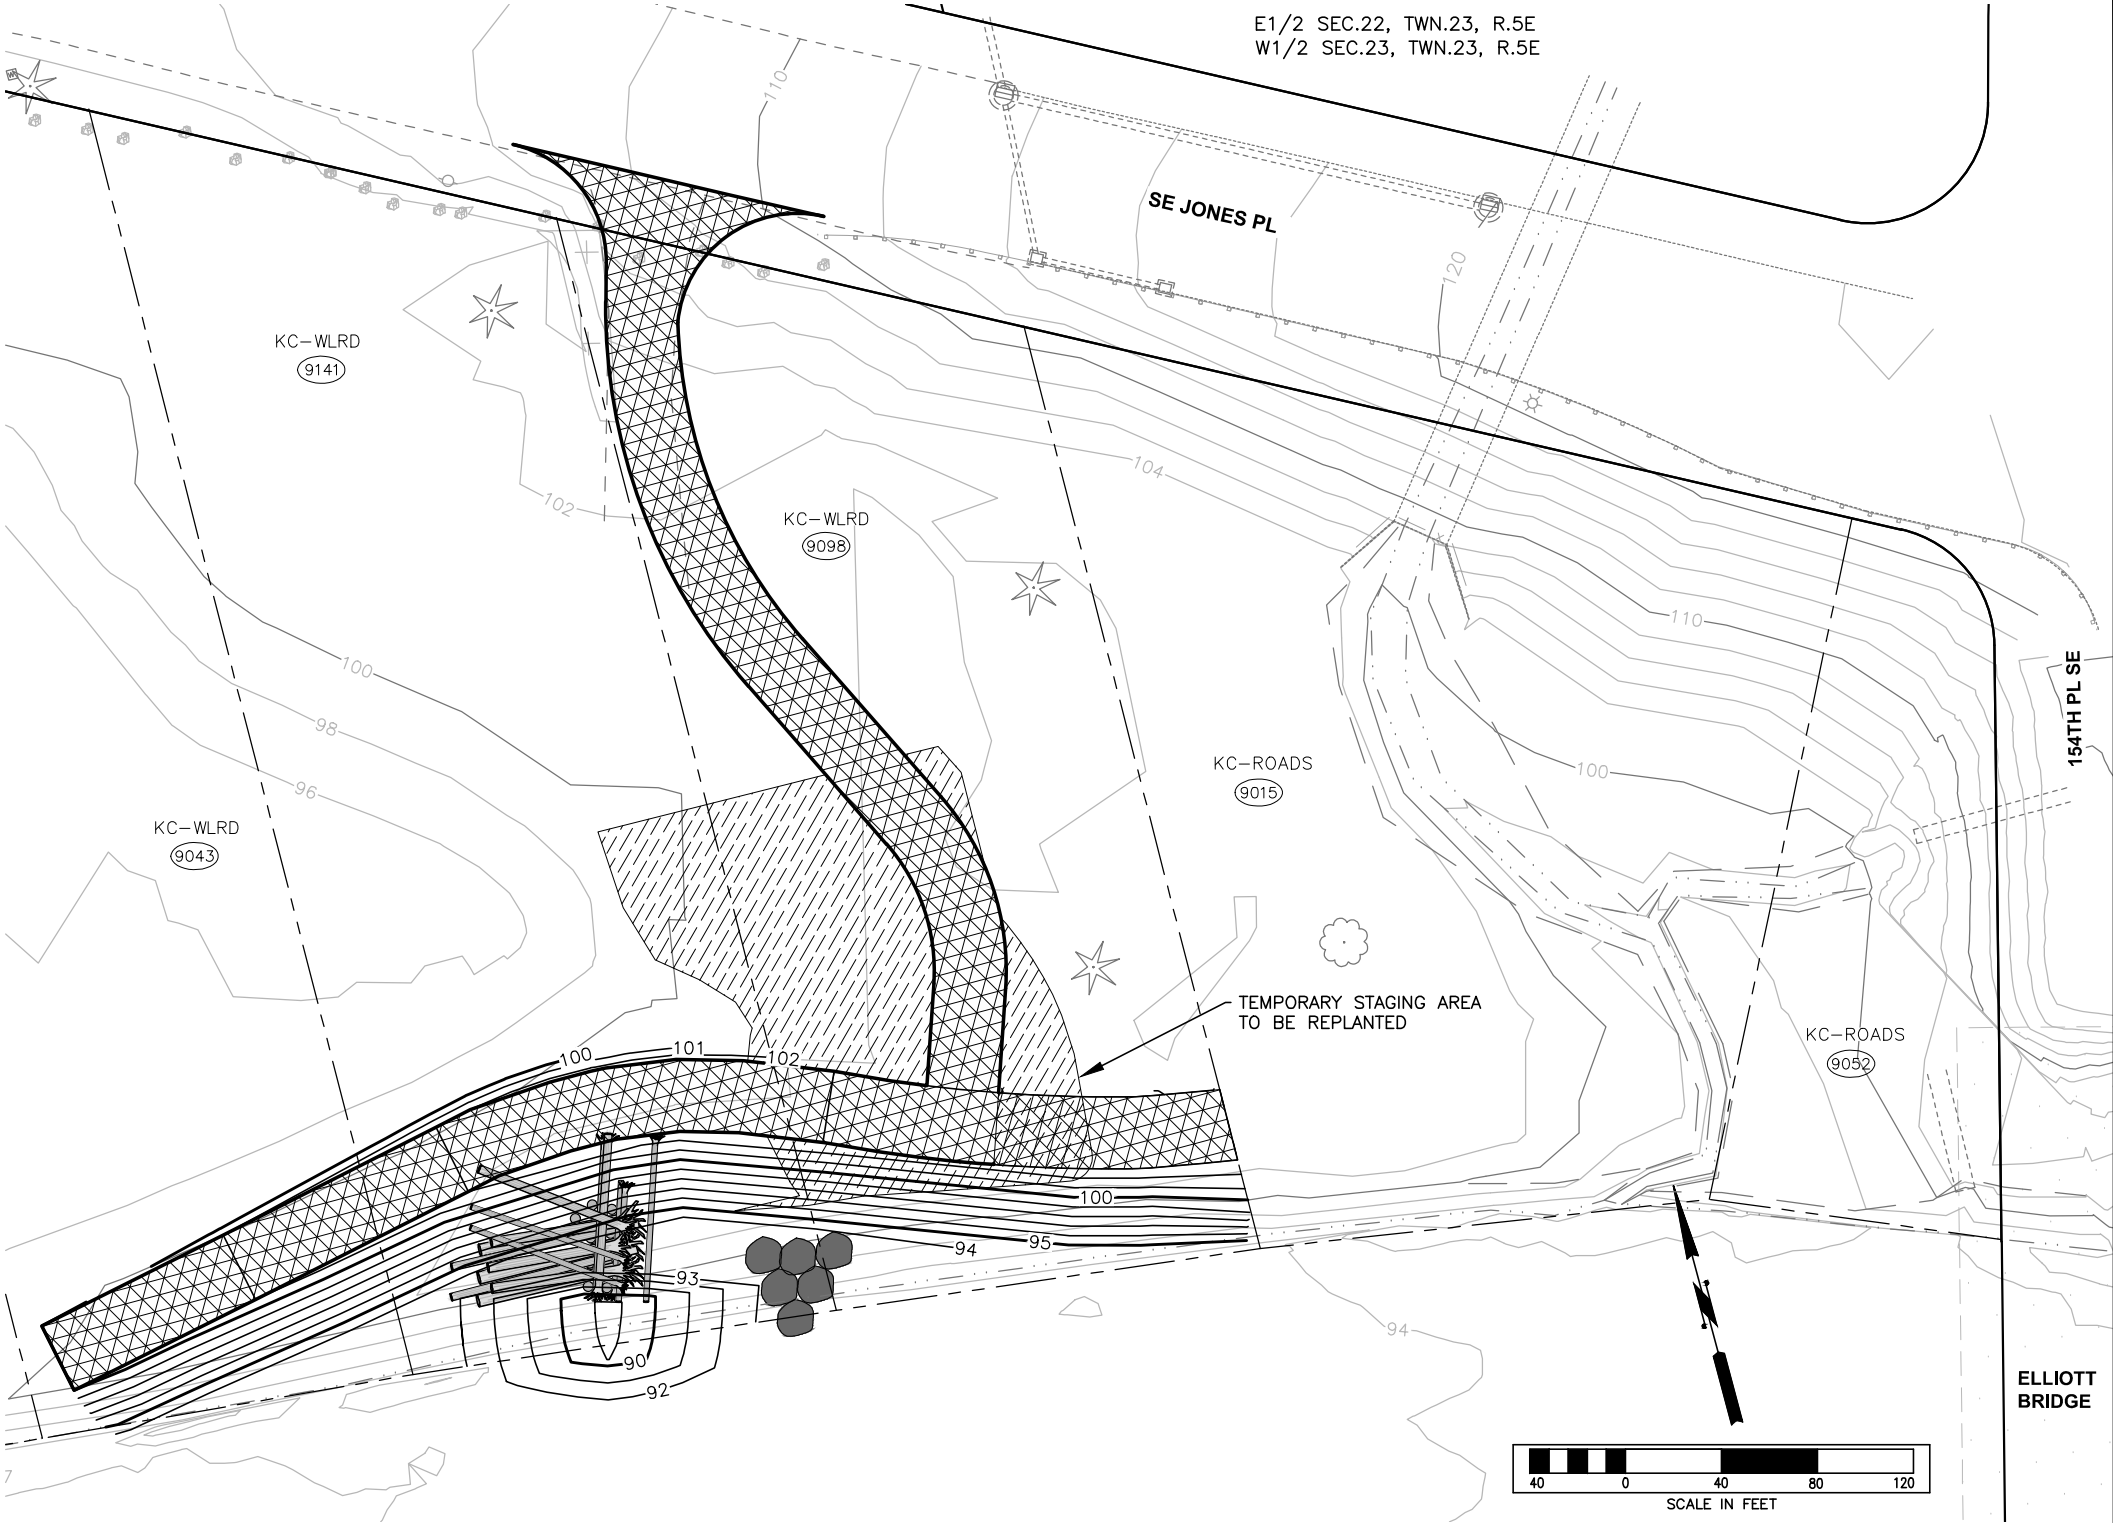 E1/2 SEC.22, TWN.23, R.5E
W1/2 SEC.23, TWN.23, R.5E
110
SE JONES PL
120
KC-WLRD
9141
104
102
KC-WLRD
9098
110
100
154TH PL SE
98
KC-ROADS
9015
100
96
KC-WLRD
9043
TEMPORARY STAGING AREA
TO BE REPLANTED
KC-ROADS
9052
100
101
102
100
95
94
93
94
90
92
ELLIOTT
BRIDGE
40
0
40
80
120
SCALE IN FEET